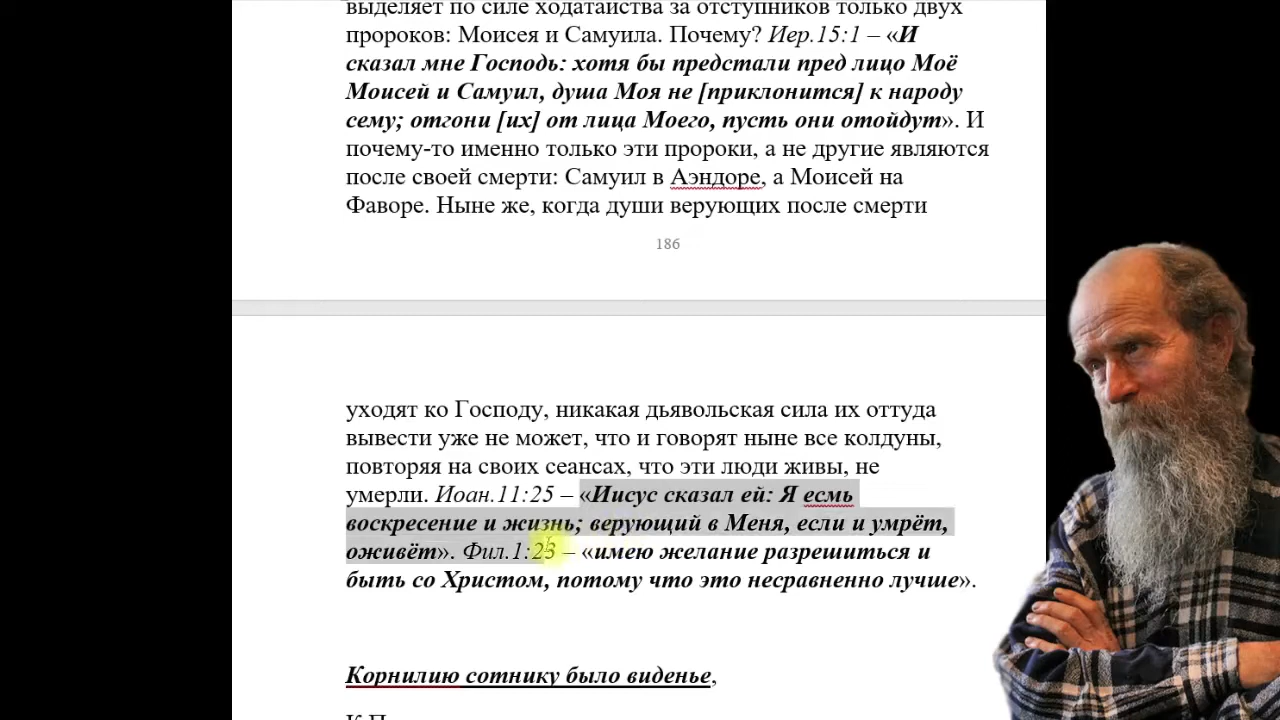 выделяет по силе ходатайства за отступников только двух
пророков: Моисея и Самуила. Почему? Иер.15:1 – «И
сказал мне Господь: хотя бы предстали пред лицо Моё
Моисей и Самуил, душа Моя не [приклонится] к народу
сему; отгони [их] от лица Моего, пусть они отойдут». И
почему-то именно только эти пророки, а не другие являются
после своей смерти: Самуил в Аэндоре, а Моисей на
Фаворе. Ныне же, когда души верующих после смерти
186
уходят ко Господу, никакая дьявольская сила их оттуда
вывести уже не может, что и говорят ныне все колдуны,
повторяя на своих сеансах, что эти люди живы, не
умерли. Иоан.11:25 – «Иисус сказал ей: Я есмь
воскресение и жизнь; верующий в Меня, если и умрёт,
оживёт». Фил.1:23 – «имею желание разрешиться и
быть со Христом, потому что это несравненно лучше».
Корнилию сотнику было виденье,